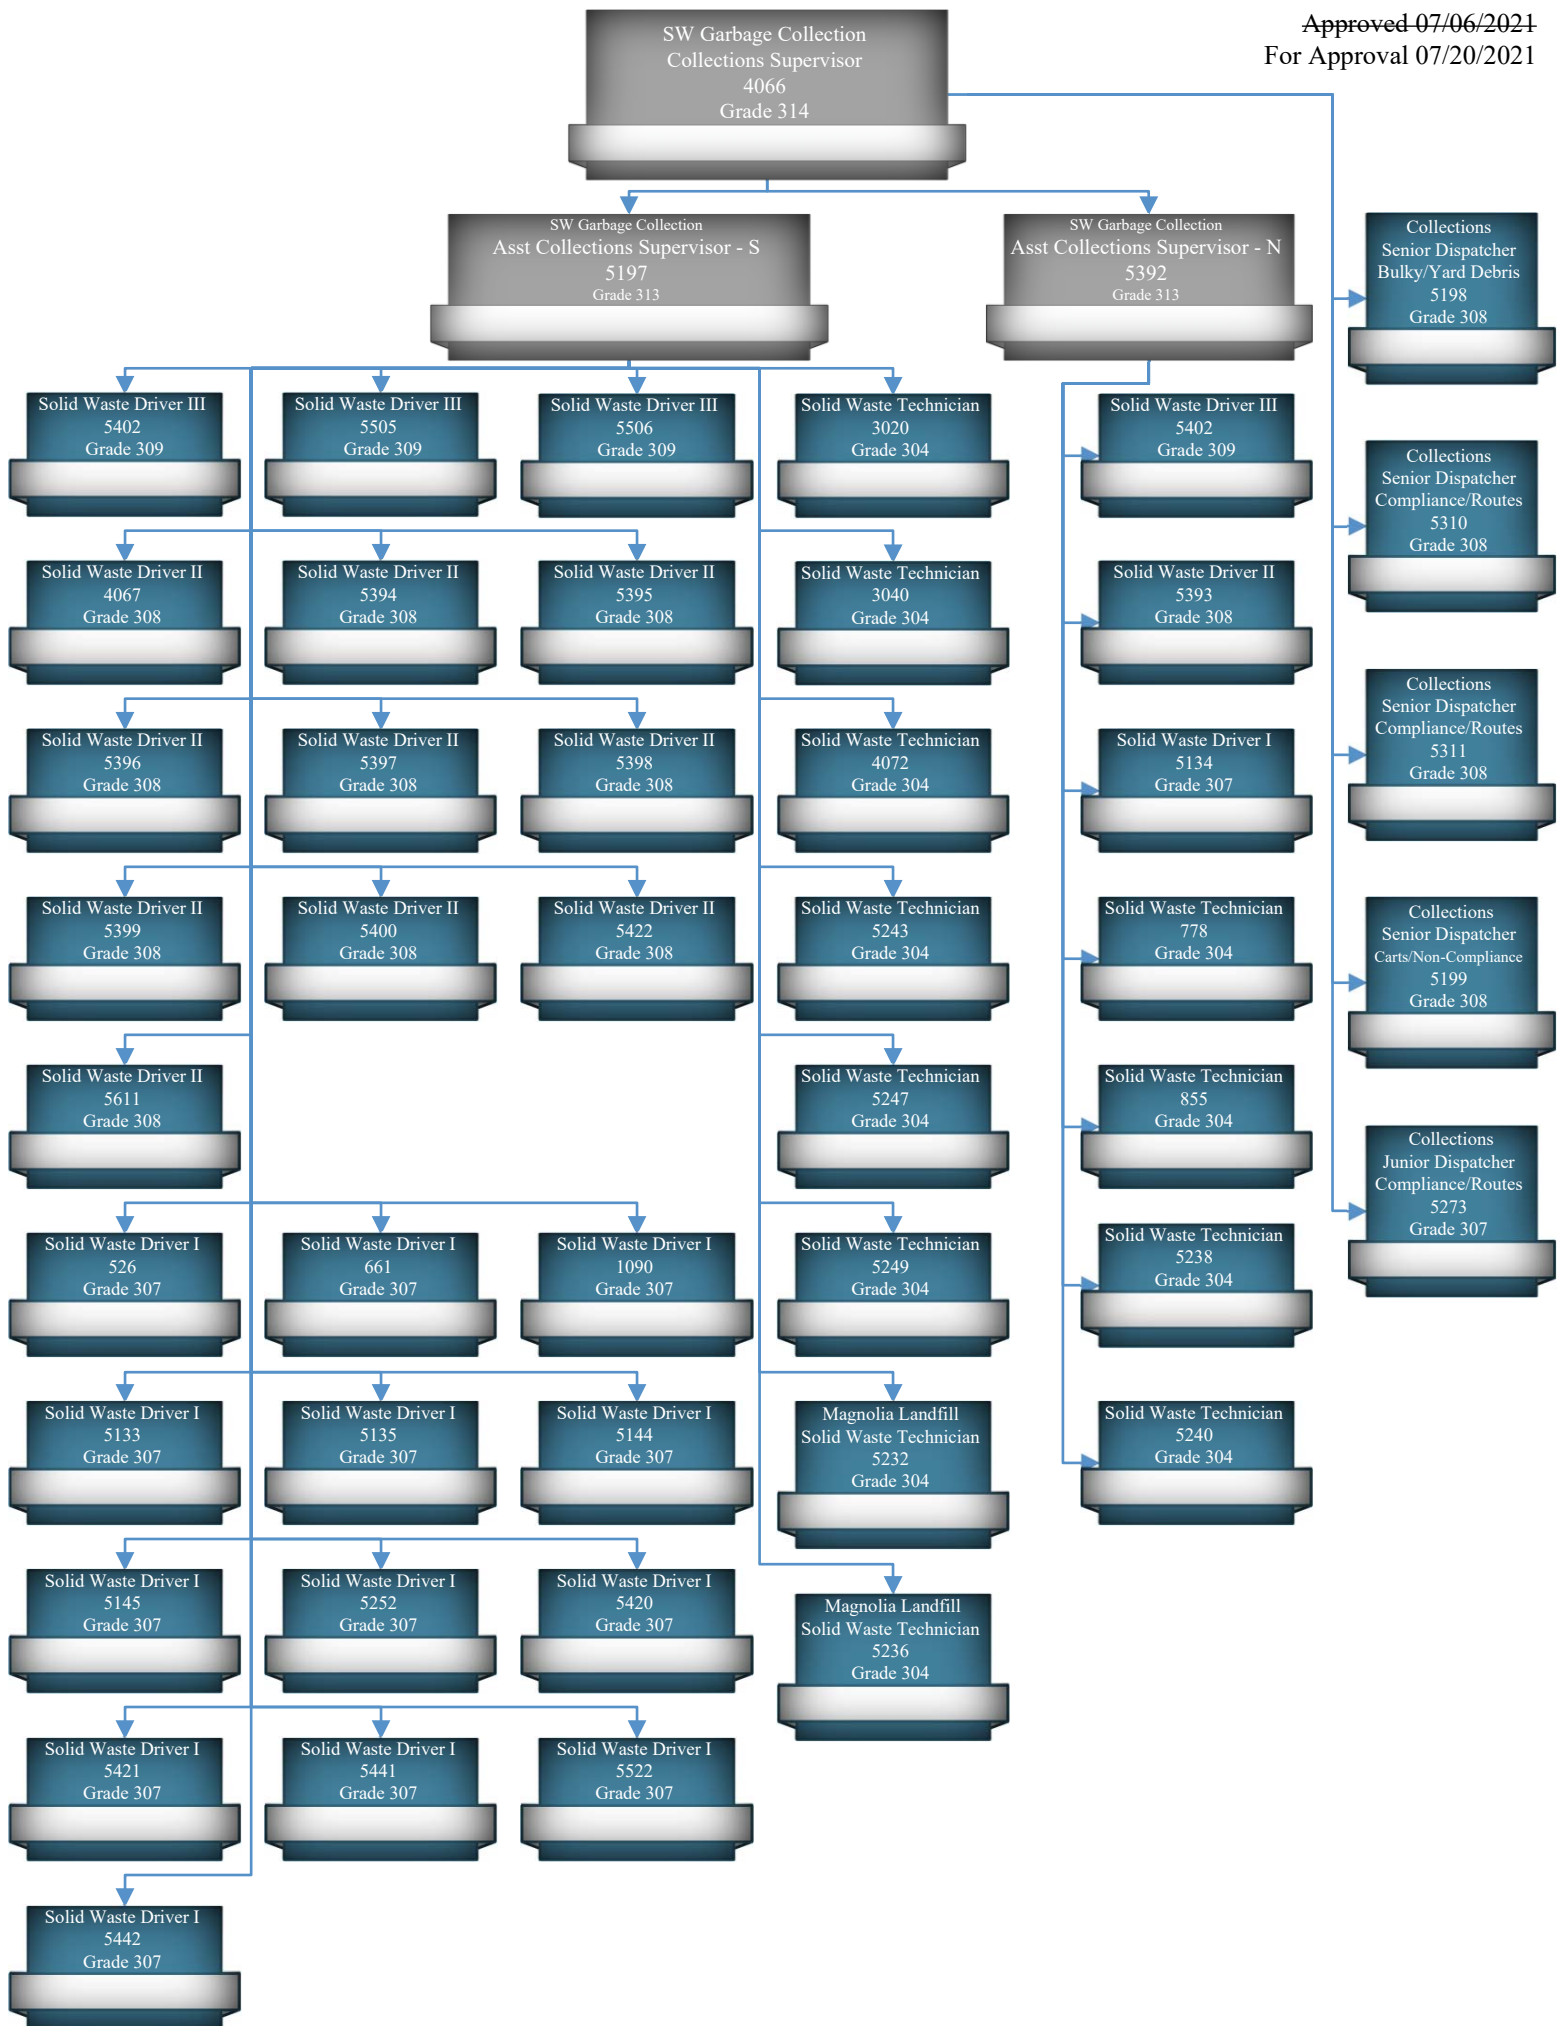 Approved 07/06/2021
For Approval 07/20/2021
SW Garbage Collection
Collections Supervisor
4066
Grade 314
SW Garbage Collection
Asst Collections Supervisor - S
5197
Grade 313
SW Garbage Collection
Asst Collections Supervisor - N
5392
Grade 313
Collections
Senior Dispatcher
Bulky/Yard Debris
5198
Grade 308
Solid Waste Driver III
5402
Grade 309
Solid Waste Driver III
5505
Grade 309
Solid Waste Driver III
5506
Grade 309
Solid Waste Technician
3020
Grade 304
Solid Waste Driver III
5402
Grade 309
Collections
Senior Dispatcher
Compliance/Routes
5310
Grade 308
Solid Waste Driver II
4067
Grade 308
Solid Waste Driver II
5394
Grade 308
Solid Waste Driver II
5395
Grade 308
Solid Waste Technician
3040
Grade 304
Solid Waste Driver II
5393
Grade 308
Collections
Senior Dispatcher
Compliance/Routes
5311
Grade 308
Solid Waste Driver II
5396
Grade 308
Solid Waste Driver II
5397
Grade 308
Solid Waste Driver II
5398
Grade 308
Solid Waste Technician
4072
Grade 304
Solid Waste Driver I
5134
Grade 307
Solid Waste Driver II
5399
Grade 308
Solid Waste Driver II
5400
Grade 308
Solid Waste Driver II
5422
Grade 308
Solid Waste Technician
5243
Grade 304
Solid Waste Technician
778
Grade 304
Collections
Senior Dispatcher
Carts/Non-Compliance
5199
Grade 308
Solid Waste Driver II
5611
Grade 308
Solid Waste Technician
5247
Grade 304
Solid Waste Technician
855
Grade 304
Collections
Junior Dispatcher
Compliance/Routes
5273
Grade 307
Solid Waste Driver I
526
Grade 307
Solid Waste Driver I
661
Grade 307
Solid Waste Driver I
1090
Grade 307
Solid Waste Technician
5249
Grade 304
Solid Waste Technician
5238
Grade 304
Solid Waste Driver I
5133
Grade 307
Solid Waste Driver I
5135
Grade 307
Solid Waste Driver I
5144
Grade 307
Magnolia Landfill
Solid Waste Technician
5232
Grade 304
Solid Waste Technician
5240
Grade 304
Solid Waste Driver I
5145
Grade 307
Solid Waste Driver I
5252
Grade 307
Solid Waste Driver I
5420
Grade 307
Magnolia Landfill
Solid Waste Technician
5236
Grade 304
Solid Waste Driver I
5421
Grade 307
Solid Waste Driver I
5441
Grade 307
Solid Waste Driver I
5522
Grade 307
Solid Waste Driver I
5442
Grade 307